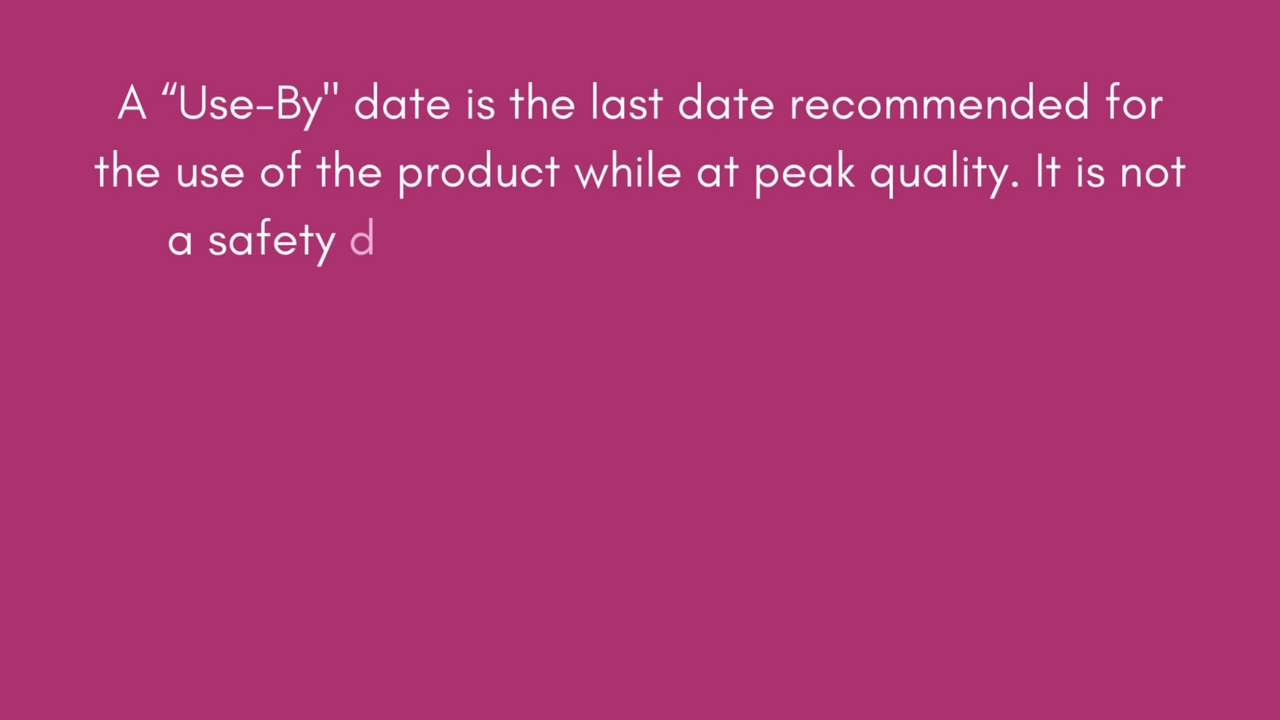 A “Use-By" date is the last date recommended for
the use of the product while at peak quality. It is not
a safety d